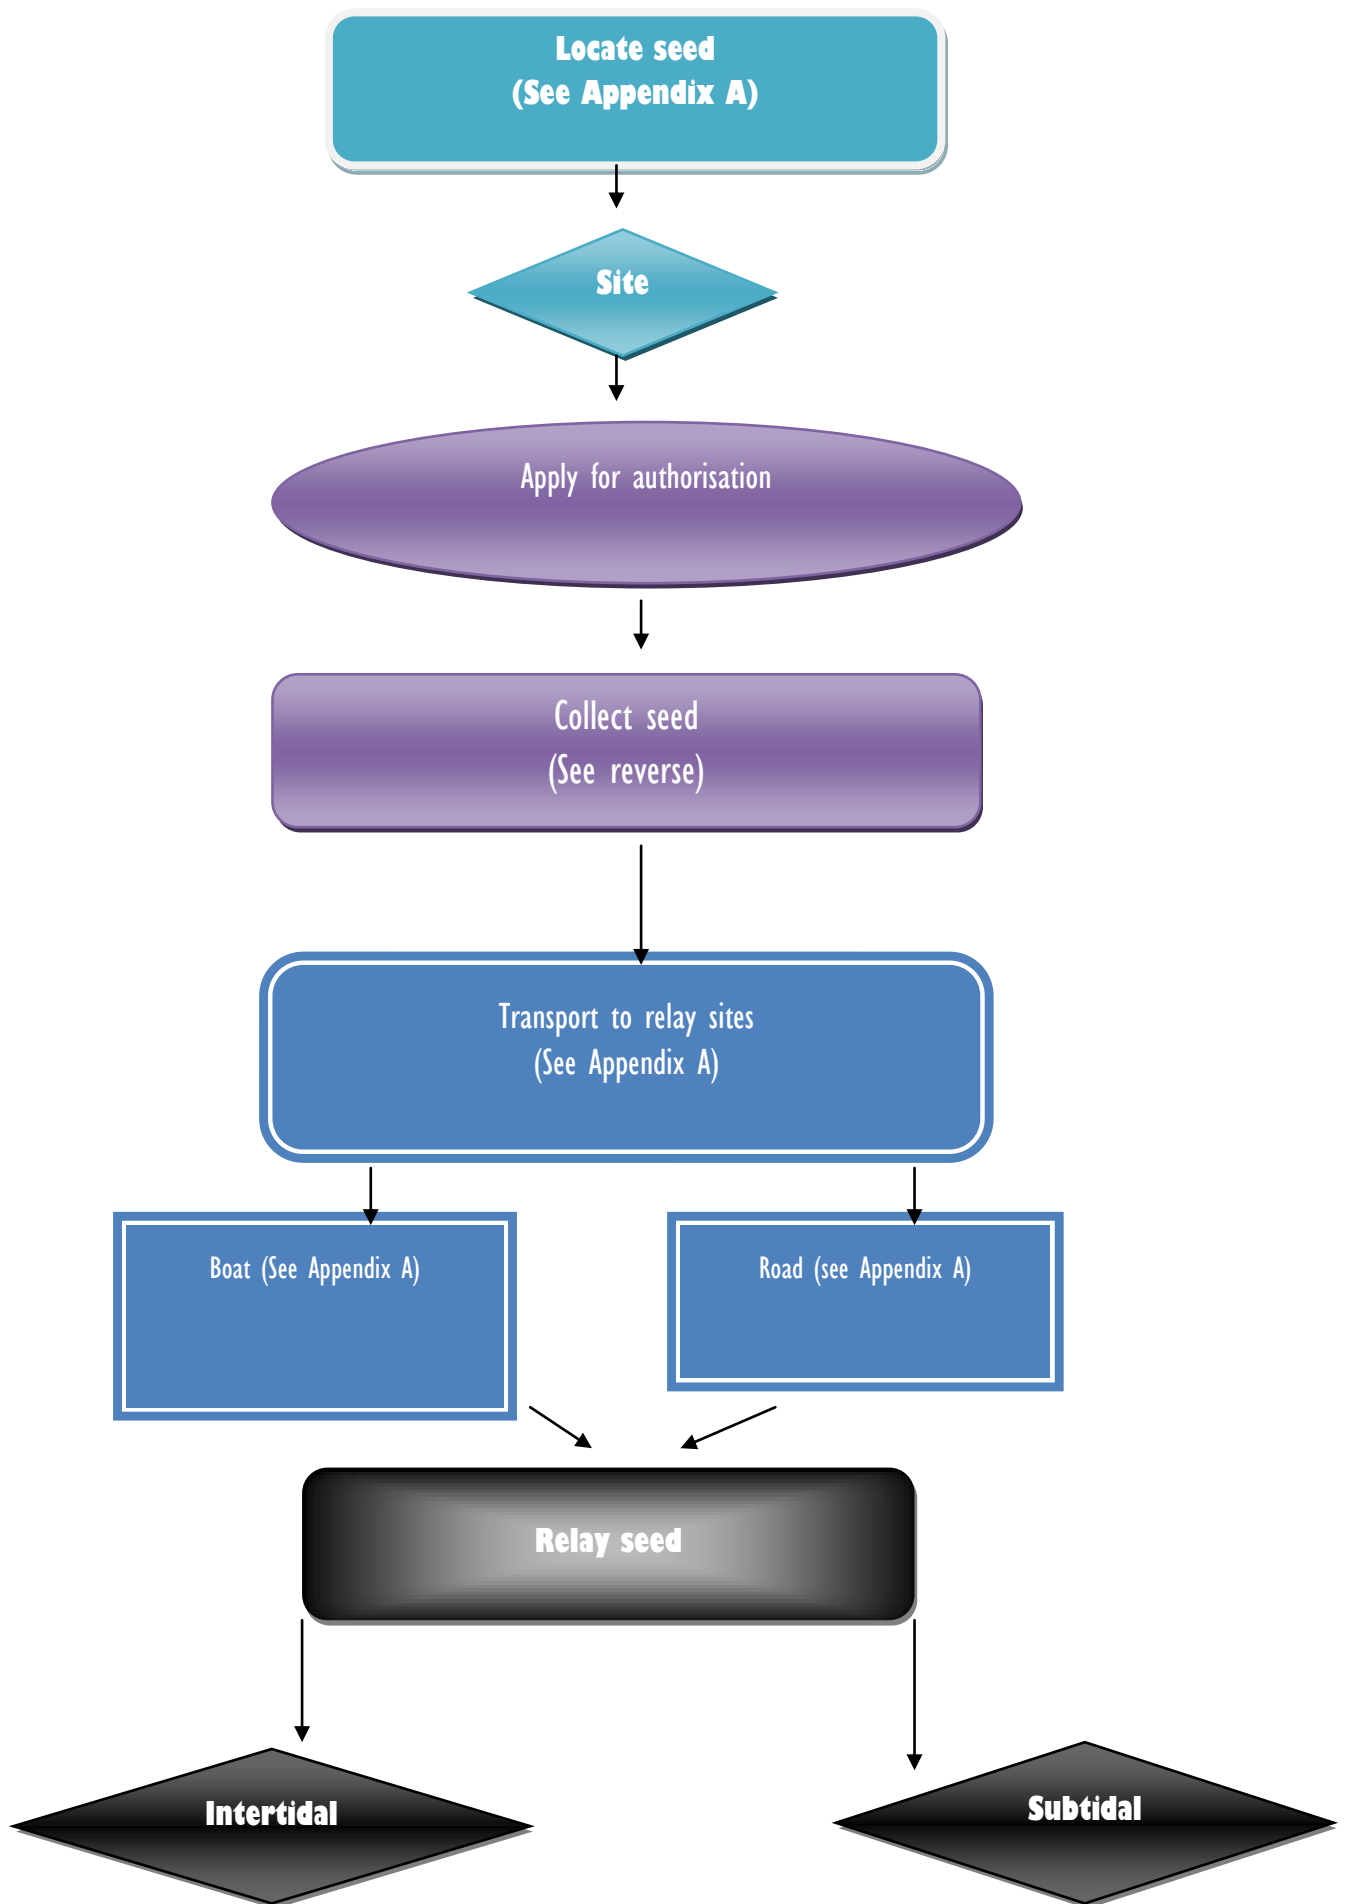 Locate seed
(See Appendix A)
Site
Apply for authorisation
Collect seed
(See reverse)
Transport to relay sites
(See Appendix A)
Boat (See Appendix A)
Road (see Appendix A)
Relay seed
Intertidal
Subtidal